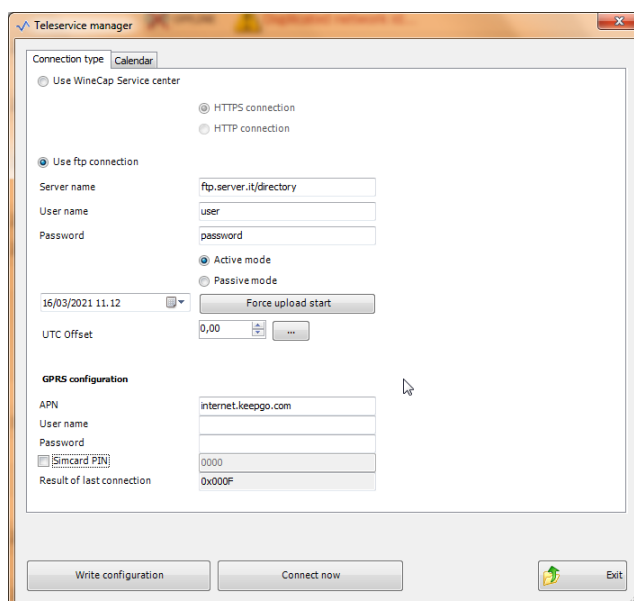 Teleservice manager
Connection type Calendar
Use WineCap Service center
HTTPS connection
HTTP connection
Use ftp connection
Server name ftp.server.it/directory
User name user
Password password
Active mode
Passive mode
16/03/2021 11.12 Force upload start
UTC Offset 0,00 ...
GPRS configuration
APN internet.keepgo.com
User name
Password
Simcard PIN 0000
Result of last connection 0x000F
Write configuration Connect now Exit